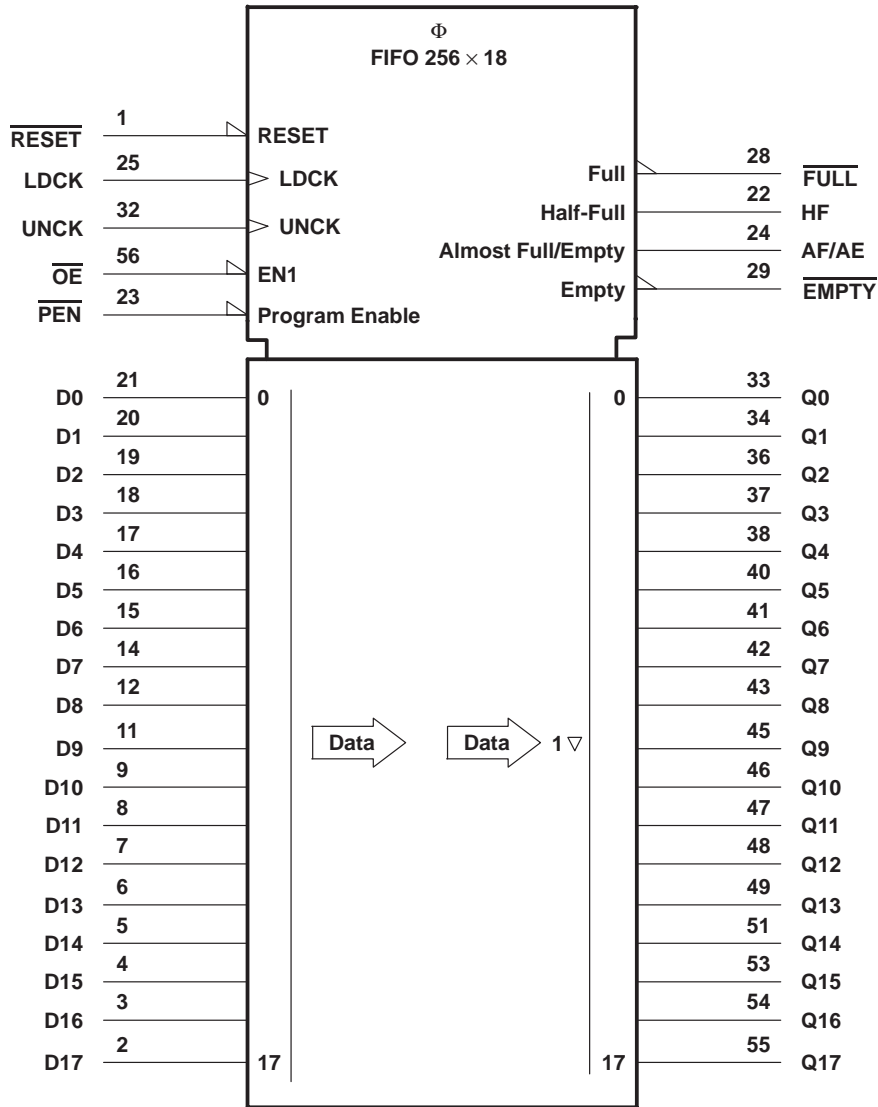 Φ
FIFO 256 × 18
RESET 1 RESET
LDCK 25 LDCK
UNCK 32 UNCK
OE 56 EN1
PEN 23 Program Enable
Full 28 FULL
Half-Full 22 HF
Almost Full/Empty 24 AF/AE
Empty 29 EMPTY
D0 21 0 0 33 Q0
D1 20 34 Q1
D2 19 36 Q2
D3 18 37 Q3
D4 17 38 Q4
D5 16 40 Q5
D6 15 41 Q6
D7 14 42 Q7
D8 12 43 Q8
D9 11 Data Data 1 ▽ 45 Q9
D10 9 46 Q10
D11 8 47 Q11
D12 7 48 Q12
D13 6 49 Q13
D14 5 51 Q14
D15 4 53 Q15
D16 3 54 Q16
D17 2 17 17 55 Q17